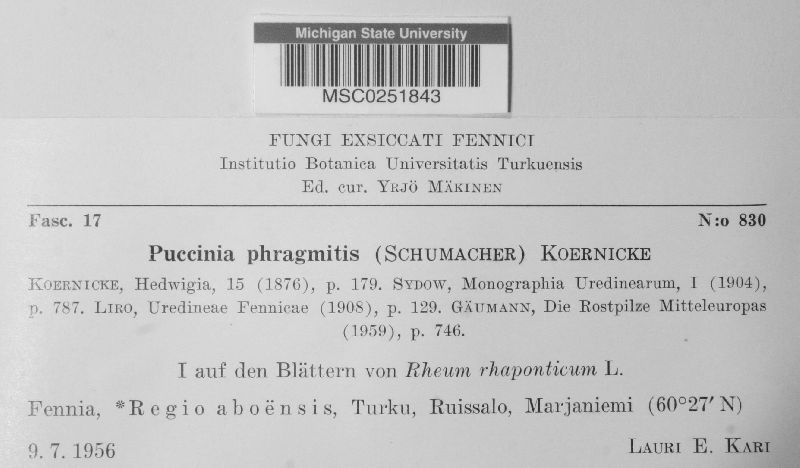 Michigan State University
MSC0251843
FUNGI EXSICCATI FENNICI
Institutio Botanica Universitatis Turkuensis
Ed. cur. YRJÖ MÄKINEN
Fasc. 17 N:o 830
Puccinia phragmitis (SCHUMACHER) KOERNICKE
KOERNICKE, Hedwigia, 15 (1876), p. 179. SYDOW, Monographia Uredinearum, I (1904),
p. 787. LIRO, Uredineae Fennicae (1908), p. 129. GÄUMANN, Die Rostpilze Mitteleuropas
(1959), p. 746.
I auf den Blättern von Rheum rhaponticum L.
Fennia, *Regio aboënsis, Turku, Ruissalo, Marjaniemi (60°27′ N)
9. 7. 1956 LAURI E. KARI